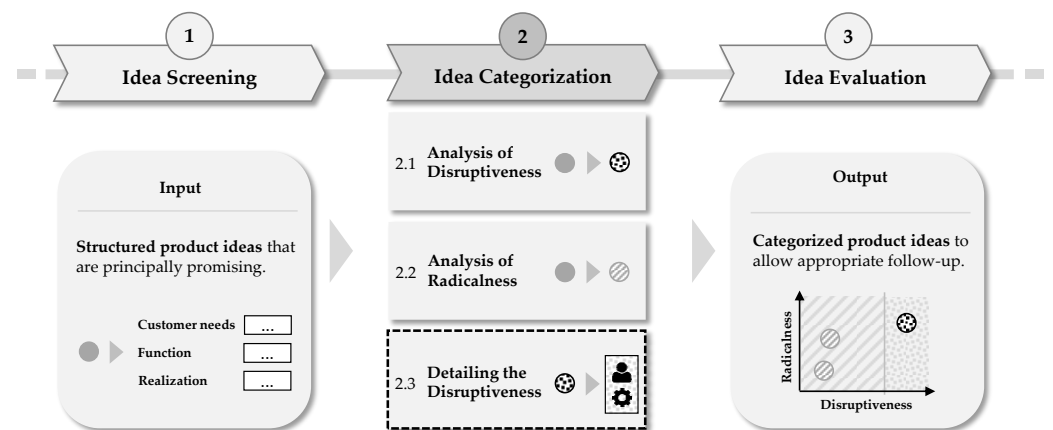 1
Idea Screening
2
Idea Categorization
3
Idea Evaluation
Input
Structured product ideas that
are principally promising.
Customer needs ...
Function ...
Realization ...
2.1 Analysis of
Disruptiveness
2.2 Analysis of
Radicalness
2.3 Detailing the
Disruptiveness
Output
Categorized product ideas to
allow appropriate follow-up.
Radicalness
Disruptiveness